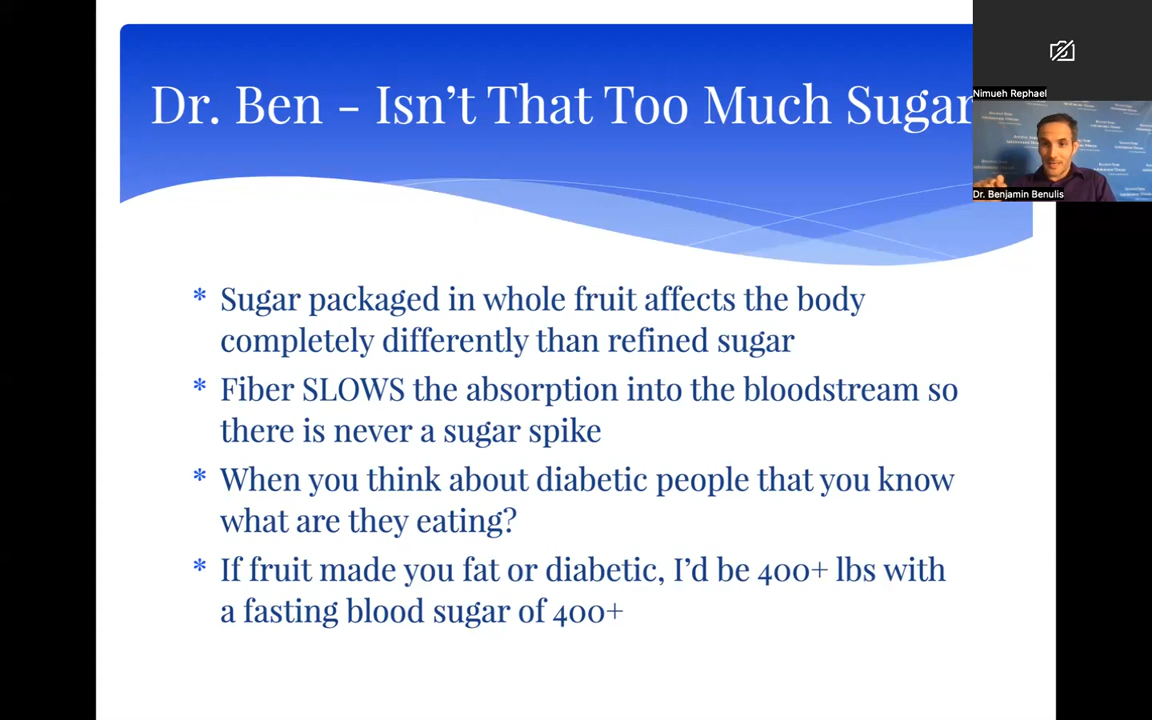 Dr. Ben - Isn't That Too Much Sugar
Nimueh Rephael
Dr. Benjamin Benulis
* Sugar packaged in whole fruit affects the body
completely differently than refined sugar
* Fiber SLOWS the absorption into the bloodstream so
there is never a sugar spike
* When you think about diabetic people that you know
what are they eating?
* If fruit made you fat or diabetic, I'd be 400+ lbs with
a fasting blood sugar of 400+